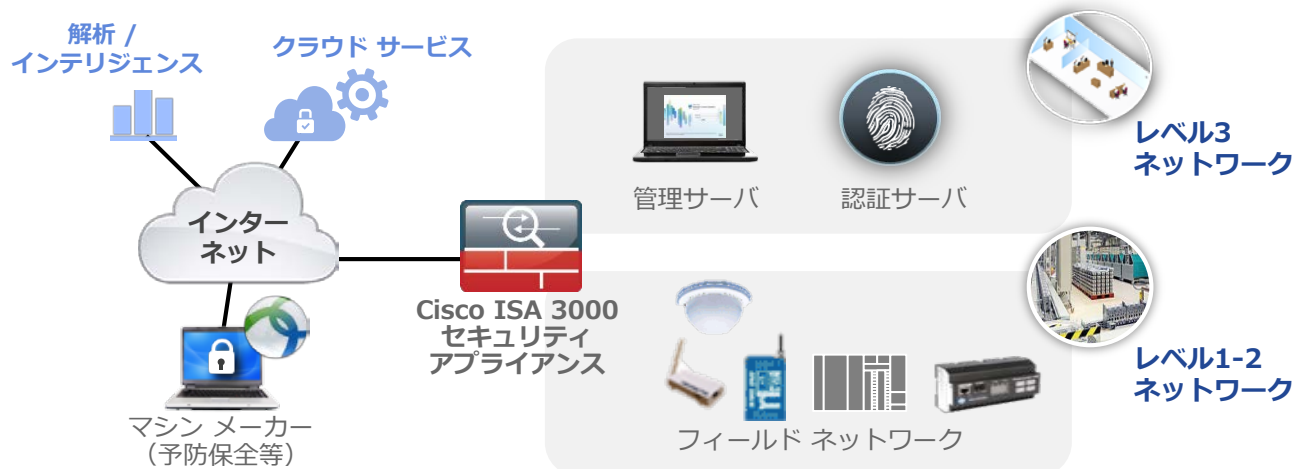 解析 /
インテリジェンス
クラウド サービス
インター
ネット
マシン メーカー
（予防保全等）
Cisco ISA 3000
セキュリティ
アプライアンス
管理サーバ
認証サーバ
レベル3
ネットワーク
フィールド ネットワーク
レベル1-2
ネットワーク